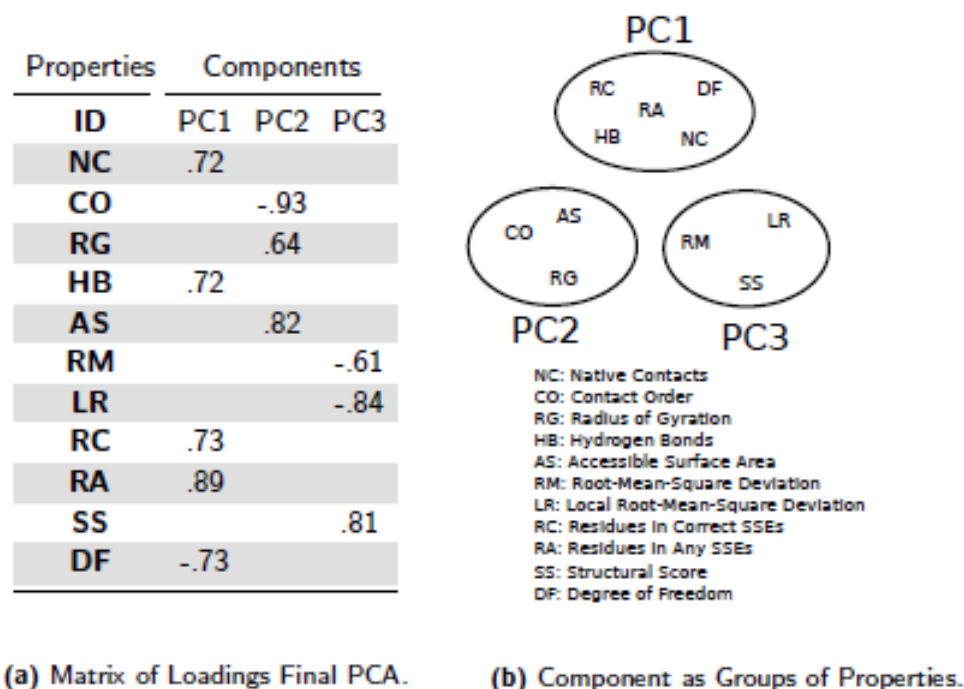 Properties Components
ID PC1 PC2 PC3
NC .72
CO -.93
RG .64
HB .72
AS .82
RM -.61
LR -.84
RC .73
RA .89
SS .81
DF -.73
(a) Matrix of Loadings Final PCA.
PC1
RC DF
RA
HB NC
AS
CO
RG
PC2
LR
RM
SS
PC3
NC: Native Contacts
CO: Contact Order
RG: Radius of Gyration
HB: Hydrogen Bonds
AS: Accessible Surface Area
RM: Root-Mean-Square Deviation
LR: Local Root-Mean-Square Deviation
RC: Residues in Correct SSEs
RA: Residues in Any SSEs
SS: Structural Score
DF: Degree of Freedom
(b) Component as Groups of Properties.